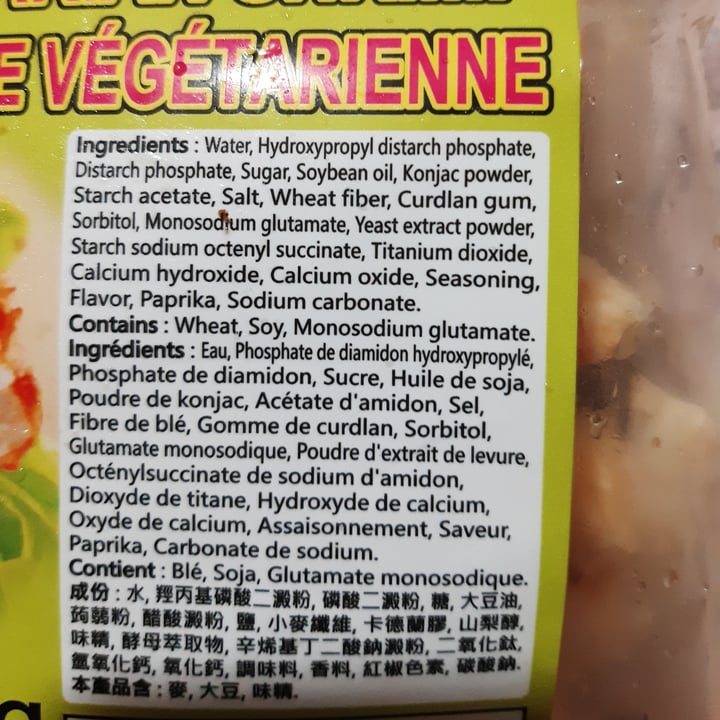 E VÉGÉTARIENNE
Ingredients : Water, Hydroxypropyl distarch phosphate,
Distarch phosphate, Sugar, Soybean oil, Konjac powder,
Starch acetate, Salt, Wheat fiber, Curdlan gum,
Sorbitol, Monosodium glutamate, Yeast extract powder,
Starch sodium octenyl succinate, Titanium dioxide,
Calcium hydroxide, Calcium oxide, Seasoning,
Flavor, Paprika, Sodium carbonate.
Contains : Wheat, Soy, Monosodium glutamate.
Ingrédients : Eau, Phosphate de diamidon hydroxypropylé,
Phosphate de diamidon, Sucre, Huile de soja,
Poudre de konjac, Acétate d'amidon, Sel,
Fibre de blé, Gomme de curdlan, Sorbitol,
Glutamate monosodique, Poudre d'extrait de levure,
Octénylsuccinate de sodium d'amidon,
Dioxyde de titane, Hydroxyde de calcium,
Oxyde de calcium, Assaisonnement, Saveur,
Paprika, Carbonate de sodium.
Contient : Blé, Soja, Glutamate monosodique.
成份 : 水, 羥丙基磷酸二澱粉, 磷酸二澱粉, 糖, 大豆油,
蒟蒻粉, 醋酸澱粉, 鹽, 小麥纖維, 卡德蘭膠, 山梨醇,
味精, 酵母萃取物, 辛烯基丁二酸鈉澱粉, 二氧化鈦,
氫氧化鈣, 氧化鈣, 調味料, 香料, 紅椒色素, 碳酸鈉.
本產品含 : 麥, 大豆, 味精.